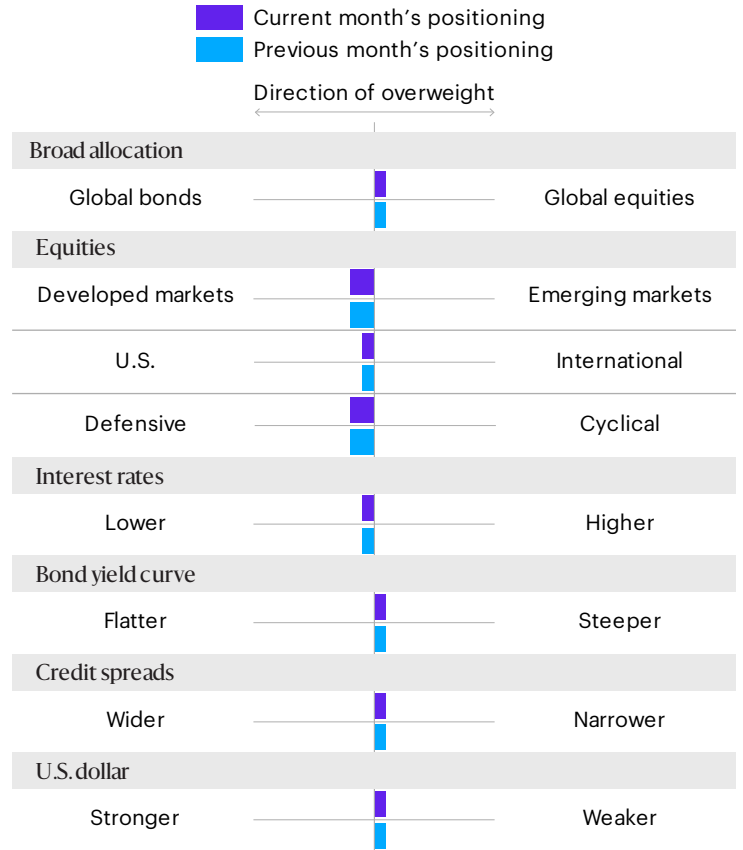 Current month’s positioning
Previous month’s positioning
Direction of overweight
Broad allocation
Global bonds Global equities
Equities
Developed markets Emerging markets
U.S. International
Defensive Cyclical
Interest rates
Lower Higher
Bond yield curve
Flatter Steeper
Credit spreads
Wider Narrower
U.S. dollar
Stronger Weaker